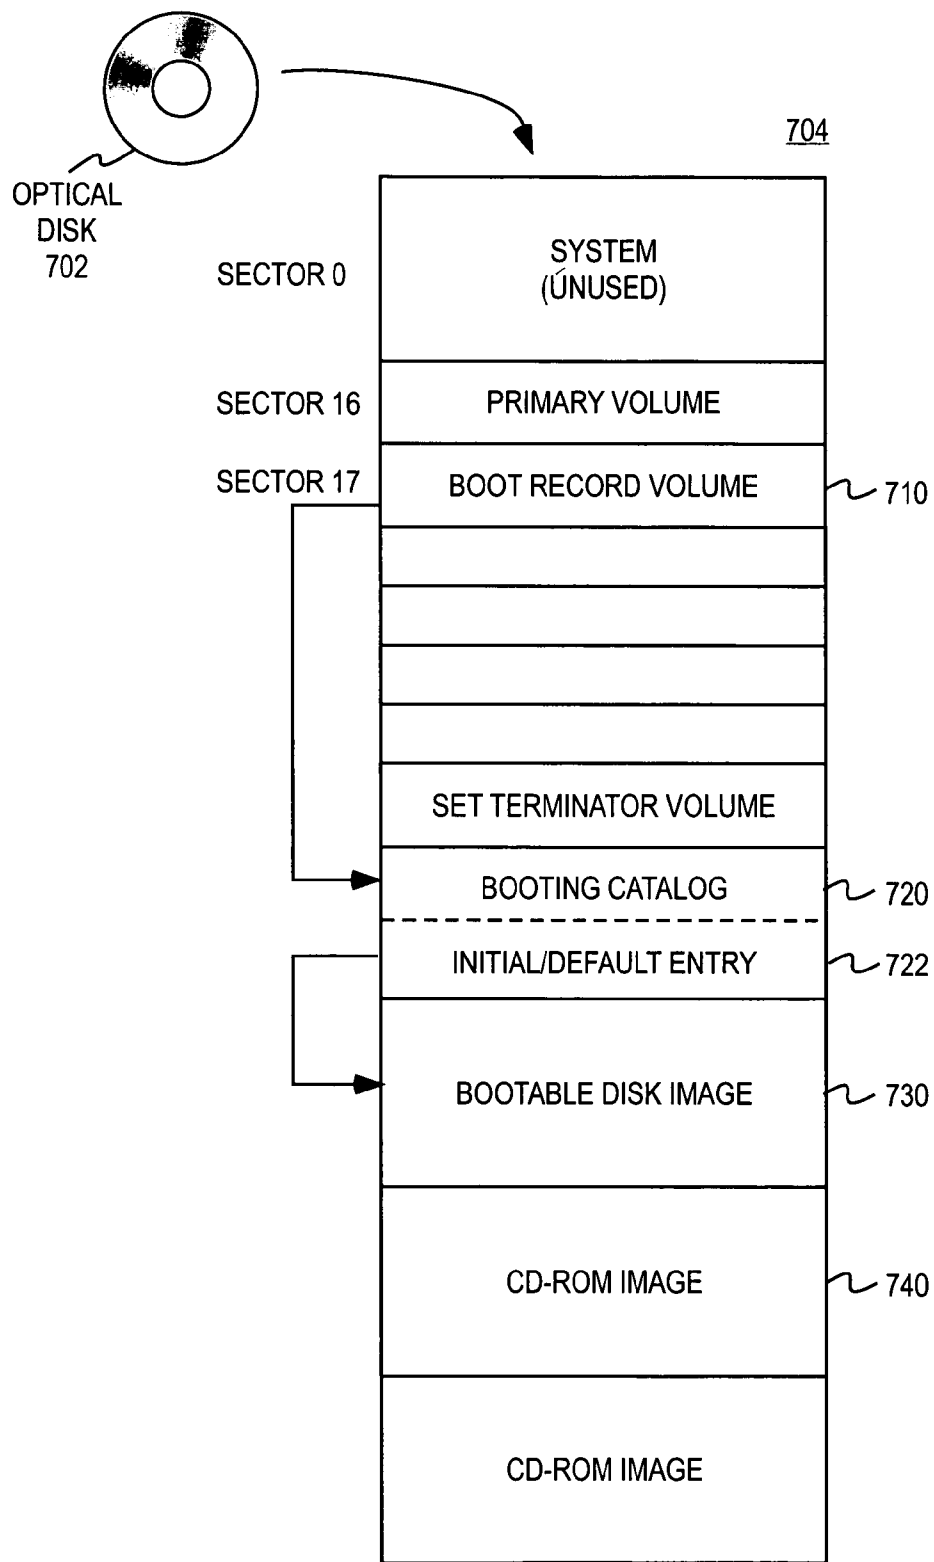 704
OPTICAL
DISK
702
SECTOR 0
SYSTEM
(ÚNUSED)
SECTOR 16
PRIMARY VOLUME
SECTOR 17
BOOT RECORD VOLUME
710
SET TERMINATOR VOLUME
BOOTING CATALOG
720
INITIAL/DEFAULT ENTRY
722
BOOTABLE DISK IMAGE
730
CD-ROM IMAGE
740
CD-ROM IMAGE